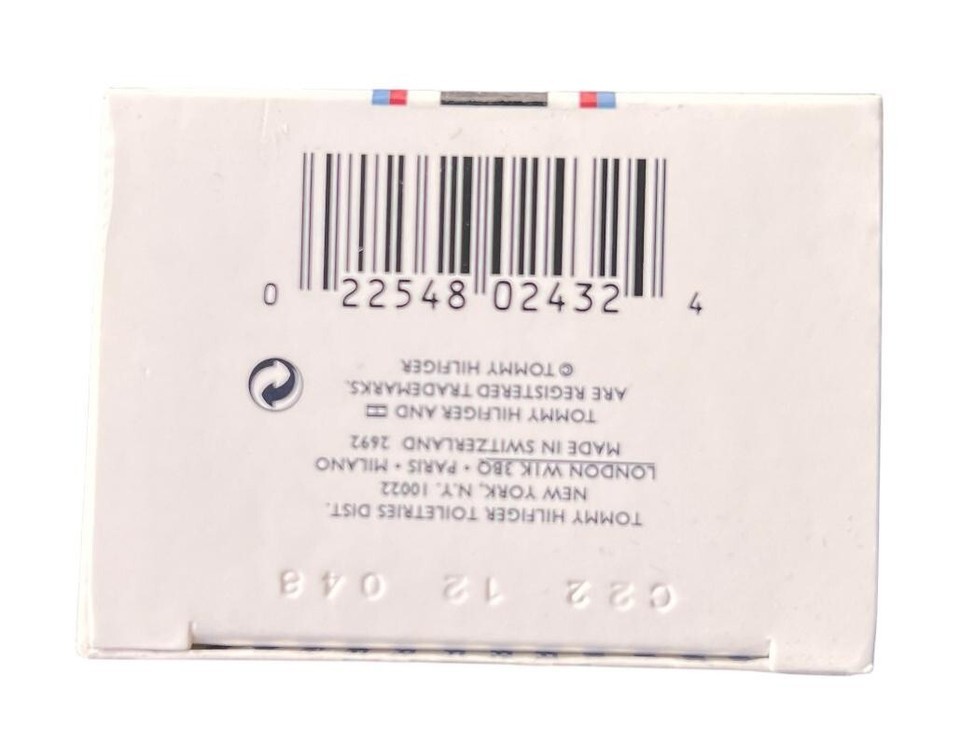 C22 12 048
TOMMY HILFIGER TOILETRIES DIST.
NEW YORK, N.Y. 10022
LONDON W1K 3BQ • PARIS • MILANO
MADE IN SWITZERLAND 2692
TOMMY HILFIGER AND
ARE REGISTERED TRADEMARKS.
© TOMMY HILFIGER
0 22548 02432 4